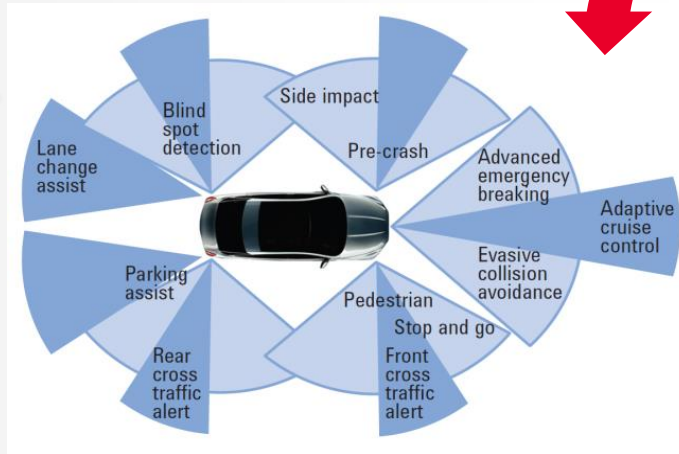 Side impact
Blind
spot
detection
Lane
change
assist
Pre-crash
Advanced
emergency
breaking
Adaptive
cruise
control
Evasive
collision
avoidance
Parking
assist
Pedestrian
Stop and go
Rear
cross
traffic
alert
Front
cross
traffic
alert